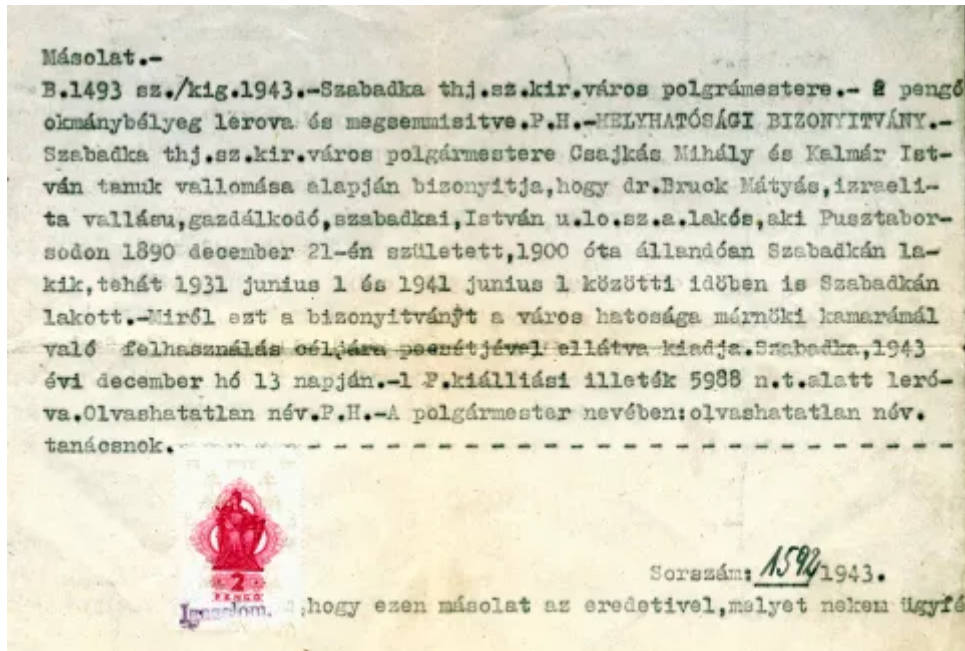 Másolat.-
B.1493 sz./kig.1943.-Szabadka thj.sz.kir.város polgrámestere.- 2 pengő
okmánybélyeg lerova és megsemmisitve.P.H.-HELYHATÓSÁGI BIZONYITVÁNY.-
Szabadka thj.sz.kir.város polgármestere Csajkás Mihály és Kalmár Ist-
ván tanuk vallomása alapján bizonyitja,hogy dr.Bruck Mátyás,izraeli-
ta vallásu,gazdálkodó,szabadkai,István u.lo.sz.a.lakós,aki Pusztabor-
sodon 1890 december 21-én született,1900 óta állandóan Szabadkán la-
kik,tehát 1931 junius 1 és 1941 junius 1 közötti időben is Szabadkán
lakott.-Miről ezt a bizonyitványt a város hatosága mérnöki kamarámál
való felhasználás céljára pecsétjével ellátva kiadja.Szabadka,1943
évi december hó 13 napján.-1 P.kiálliási illeték 5988 n.t.alatt leró-
va.Olvashatatlan név.P.H.-A polgármester nevében:olvashatatlan név.
tanácsnok.- - - - - - - - - - - - - - - - - - - - - - - -
2
PENGŐ
Sorszám: 1592/1943.
Igazolom, hogy ezen másolat az eredetivel,melyet nekem ügyfé